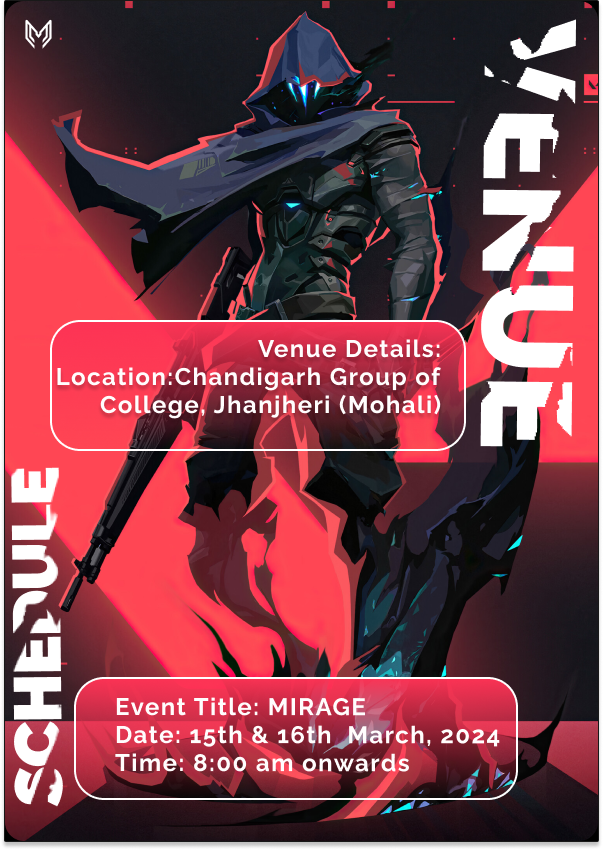 VENUE
Venue Details:
Location:Chandigarh Group of
College, Jhanjheri (Mohali)
SCHEDULE
Event Title: MIRAGE
Date: 15th & 16th March, 2024
Time: 8:00 am onwards